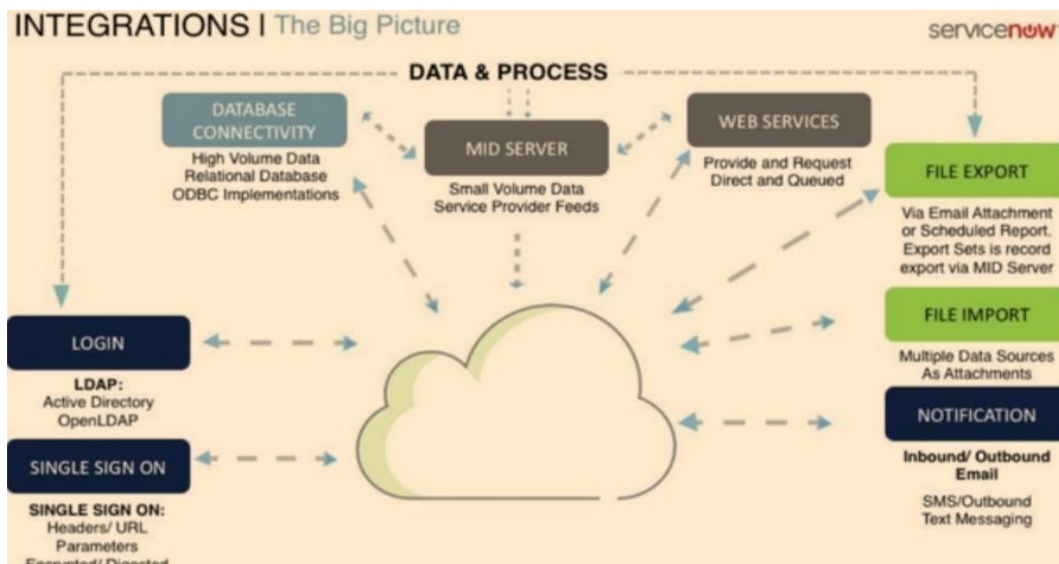 INTEGRATIONS | The Big Picture
servicenow
DATA & PROCESS
DATABASE
CONNECTIVITY
High Volume Data
Relational Database
ODBC Implementations
MID SERVER
Small Volume Data
Service Provider Feeds
WEB SERVICES
Provide and Request
Direct and Queued
FILE EXPORT
Via Email Attachment
or Scheduled Report.
Export Sets is record
export via MID Server
LOGIN
LDAP:
Active Directory
OpenLDAP
FILE IMPORT
Multiple Data Sources
As Attachments
SINGLE SIGN ON
SINGLE SIGN ON:
Headers/ URL
Parameters
Encrypted/ Digested
NOTIFICATION
Inbound/ Outbound
Email
SMS/Outbound
Text Messaging